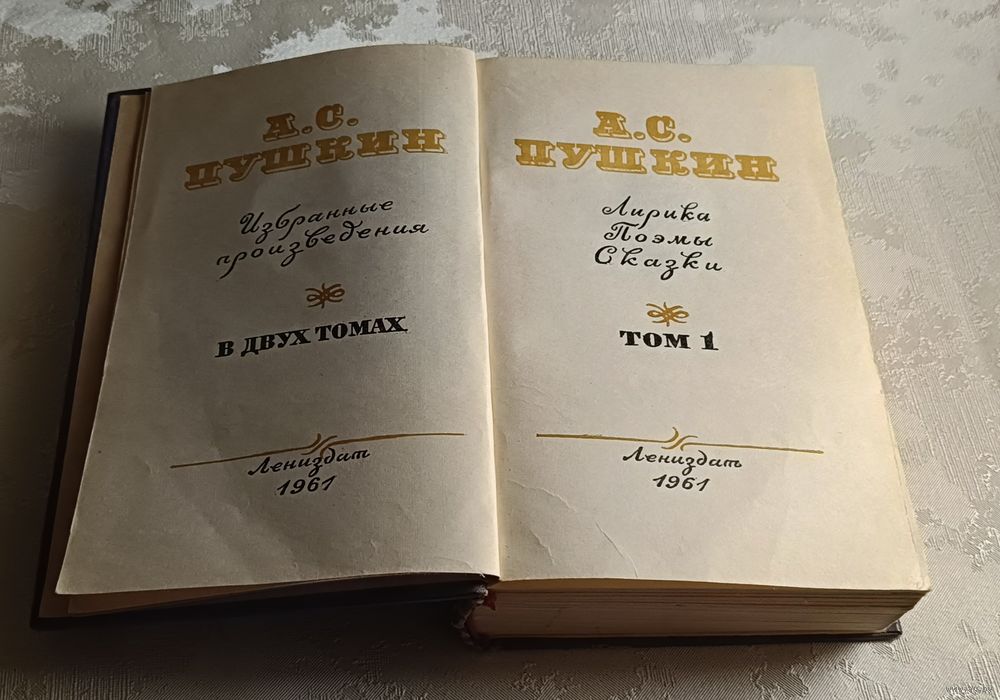 А.С.
ПУШКИН
Избранные
произведения
В ДВУХ ТОМАХ
Лениздат
1961
А.С.
ПУШКИН
Лирика
Поэмы
Сказки
ТОМ 1
Лениздат
1961